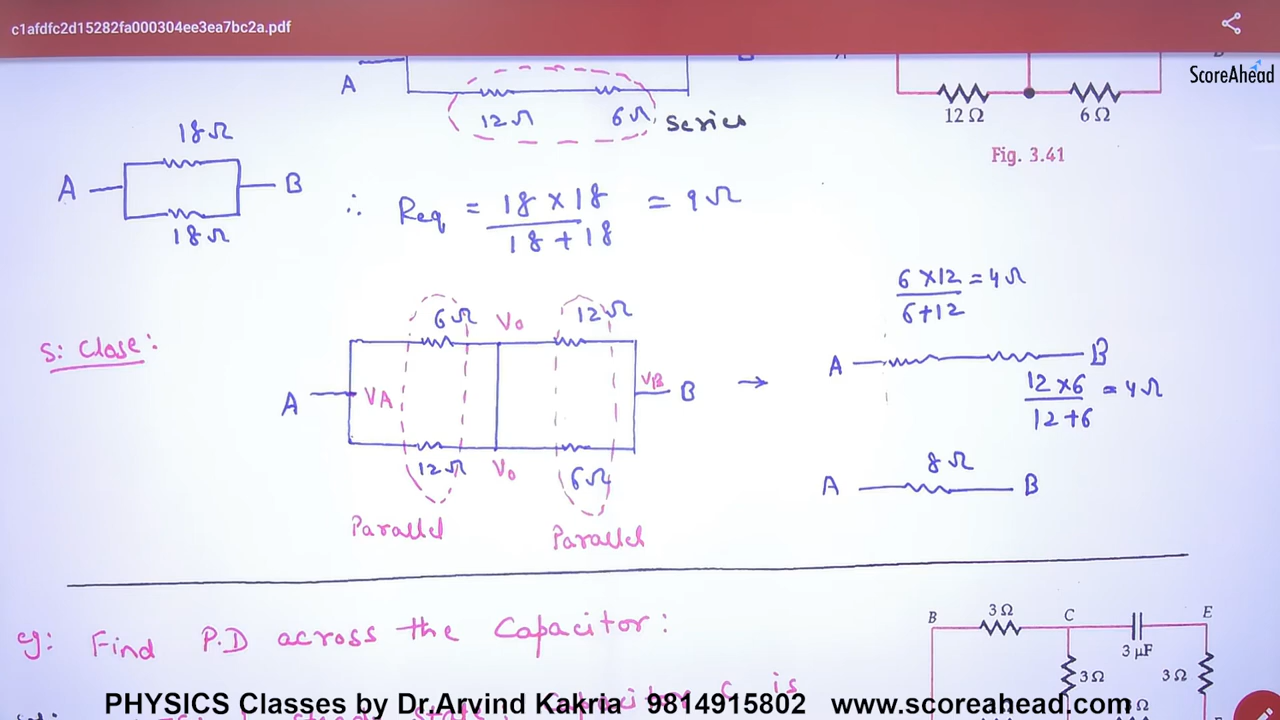 c1afdfc2d15282fa000304ee3ea7bc2a.pdf
ScoreAhead
A
12Ω 6Ω series
12 Ω 6 Ω
Fig. 3.41
18Ω
A B
18Ω
∴ Req = 18 × 18 / 18 + 18 = 9Ω
6 × 12 / 6 + 12 = 4Ω
S: Close:
6Ω V₀ 12Ω
A VA VB B → A B
12 × 6 / 12 + 6 = 4Ω
12Ω V₀ 6Ω
8Ω
A B
Parallel Parallel
eg: Find P.D across the Capacitor:
B 3 Ω C E
3 µF
3 Ω 3 Ω
PHYSICS Classes by Dr.Arvind Kakria 9814915802 www.scoreahead.com